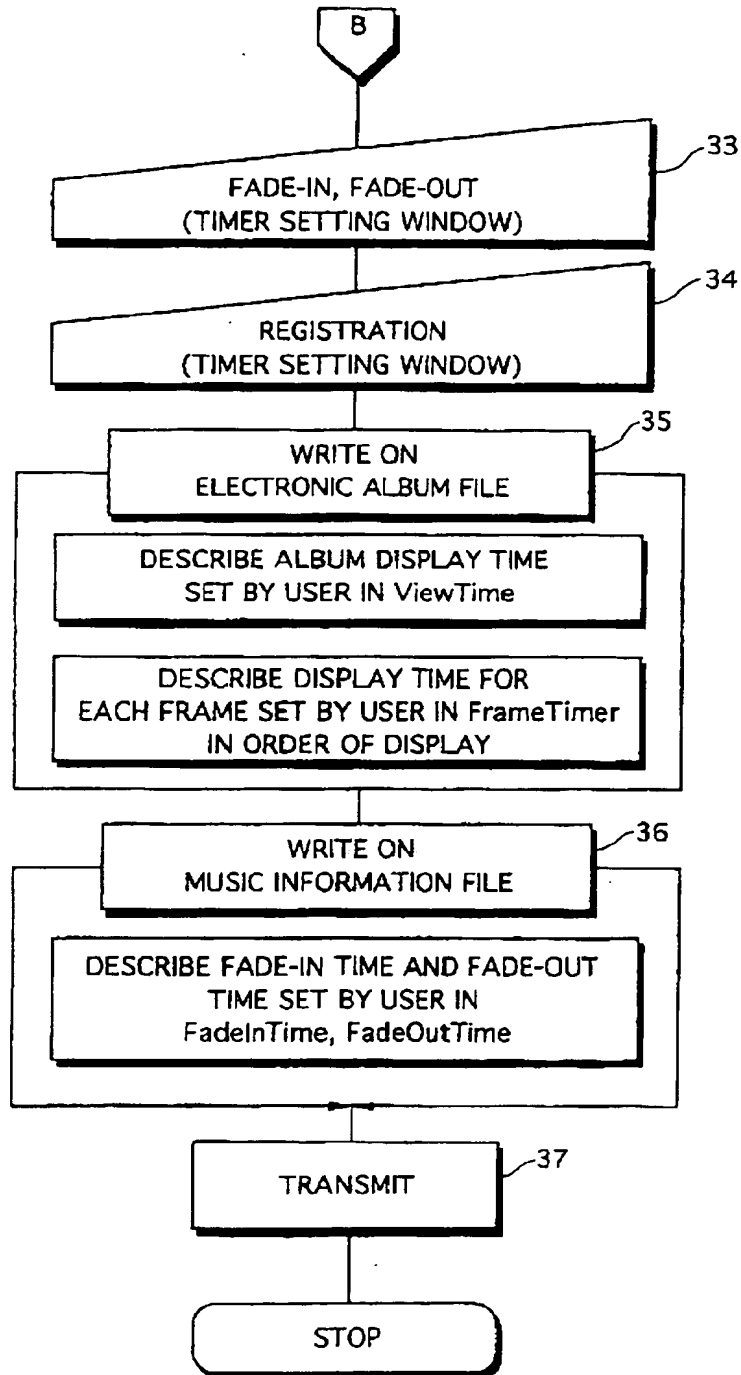 B
33
FADE-IN, FADE-OUT
(TIMER SETTING WINDOW)
34
REGISTRATION
(TIMER SETTING WINDOW)
35
WRITE ON
ELECTRONIC ALBUM FILE
DESCRIBE ALBUM DISPLAY TIME
SET BY USER IN ViewTime
DESCRIBE DISPLAY TIME FOR
EACH FRAME SET BY USER IN FrameTimer
IN ORDER OF DISPLAY
36
WRITE ON
MUSIC INFORMATION FILE
DESCRIBE FADE-IN TIME AND FADE-OUT
TIME SET BY USER IN
FadeInTime, FadeOutTime
37
TRANSMIT
STOP